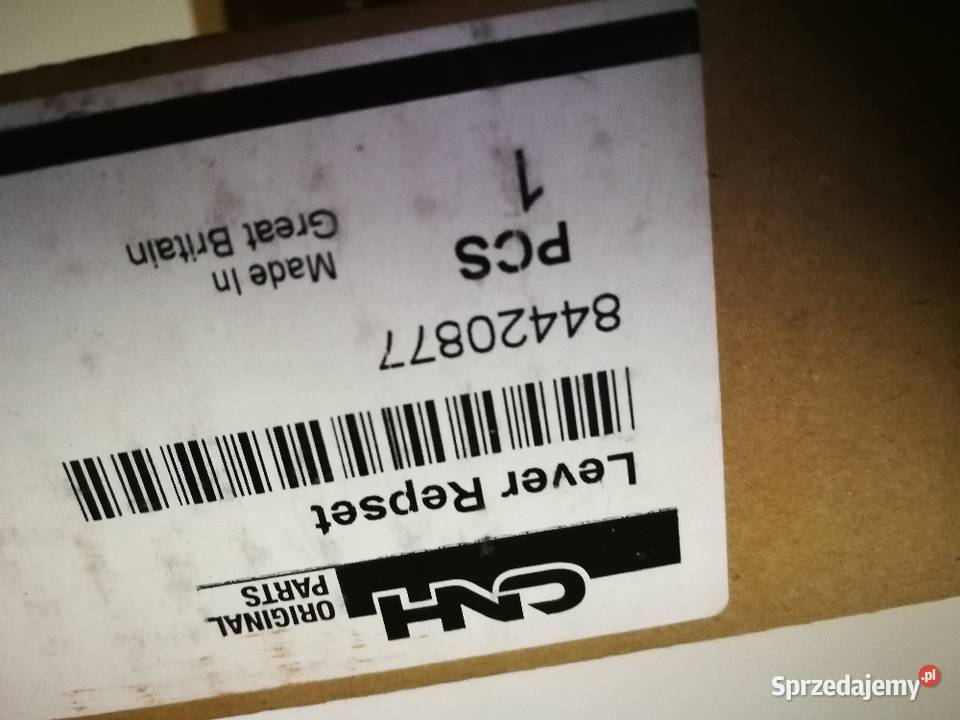 CNH
ORIGINAL
PARTS
Lever Repset
84420877
PCS
1
Made In
Great Britain
Sprzedajemy.pl